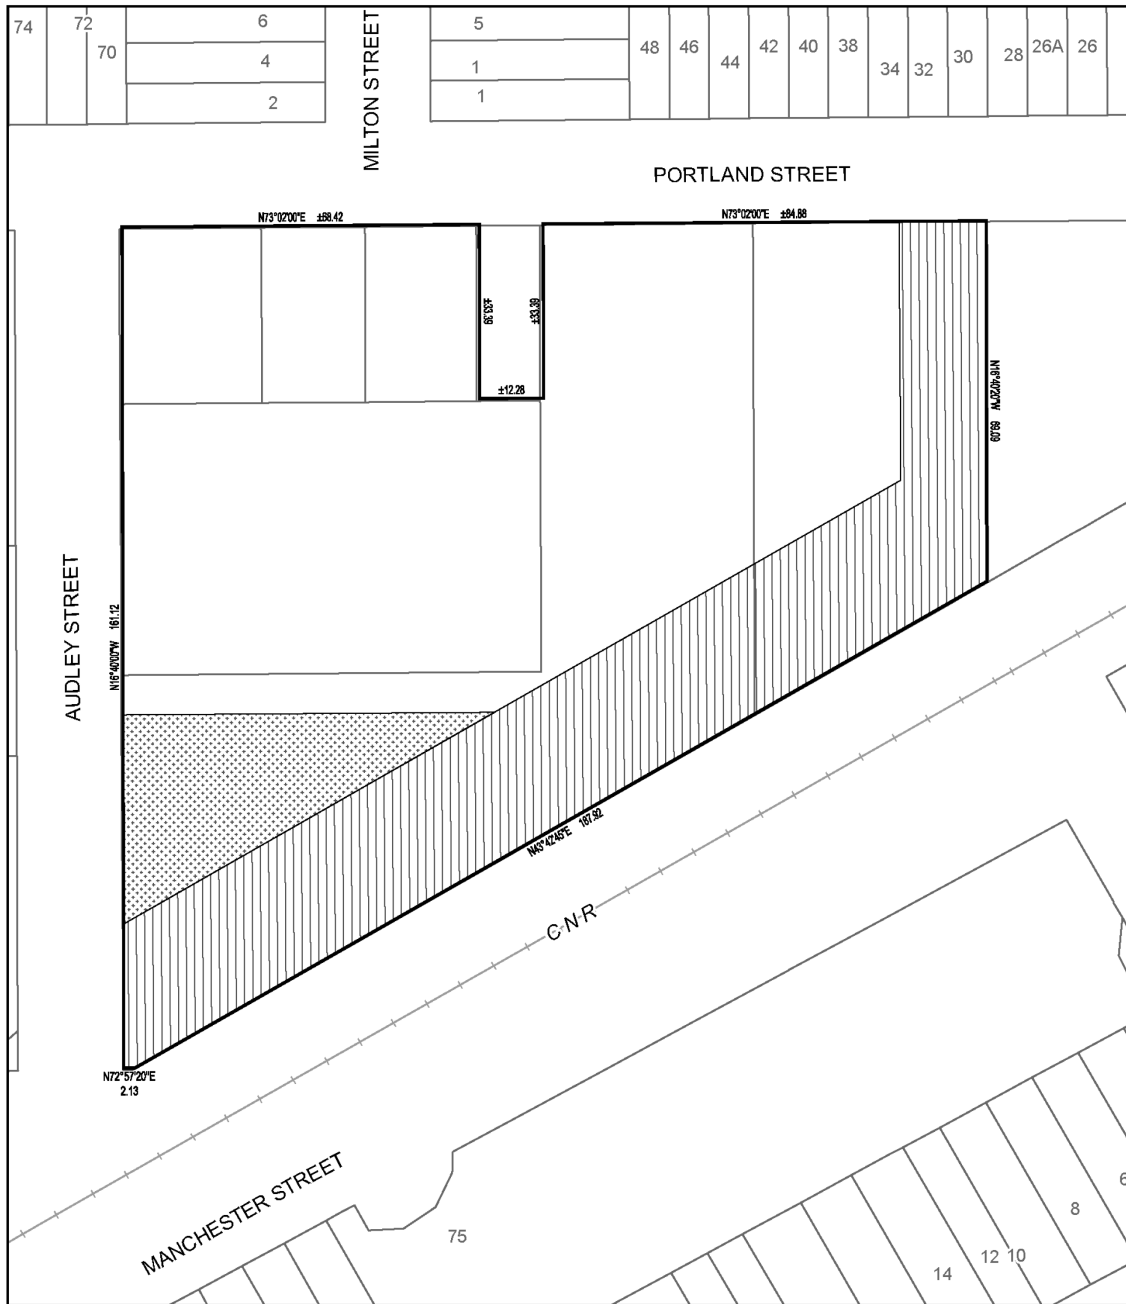 74
72
70
6
4
2
MILTON STREET
5
1
1
48
46
44
42
40
38
34
32
30
28
26A
26
PORTLAND STREET
N73°02'00"E ±68.42
N73°02'00"E ±84.88
±33.39
±33.39
±12.28
N16°40'20"W 69.09
AUDLEY STREET
N16°40'00"W 161.12
N43°42'45"E 187.92
C-N-R
N72°57'20"E
2.13
MANCHESTER STREET
75
14
12
10
8
6